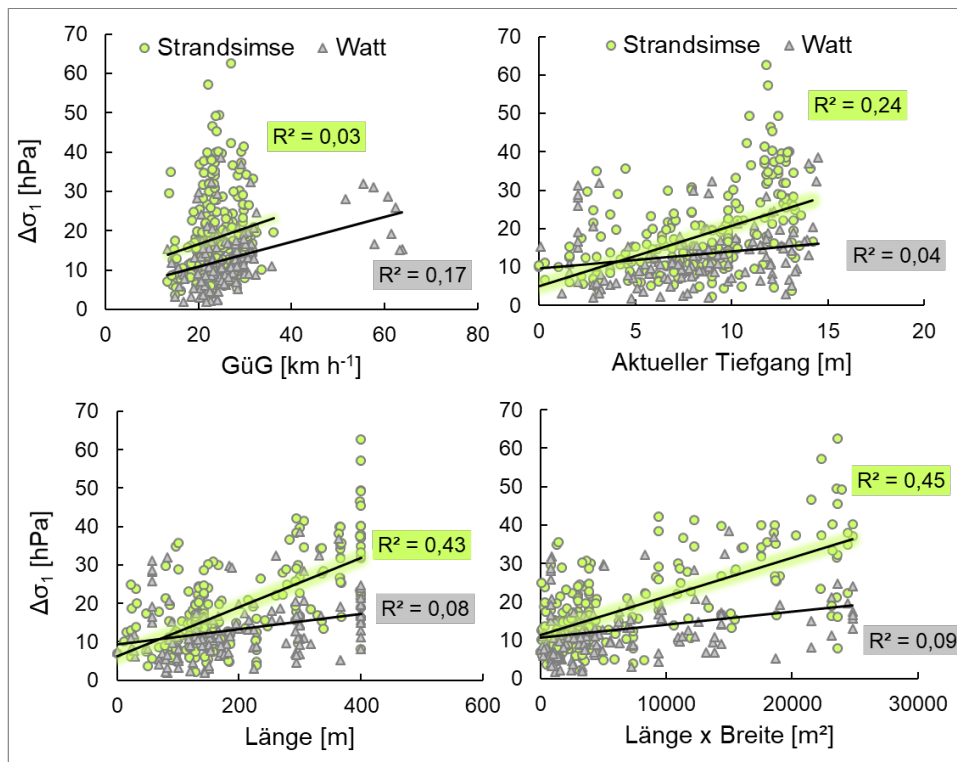 Strandsimse Watt
70
60
50
40
30
20
10
0
Δσ₁ [hPa]
R² = 0,03
R² = 0,17
0 20 40 60 80
GüG [km h⁻¹]
Strandsimse Watt
70
60
50
40
30
20
10
0
R² = 0,24
R² = 0,04
0 5 10 15 20
Aktueller Tiefgang [m]
70
60
50
40
30
20
10
0
Δσ₁ [hPa]
R² = 0,43
R² = 0,08
0 200 400 600
Länge [m]
70
60
50
40
30
20
10
0
R² = 0,45
R² = 0,09
0 10000 20000 30000
Länge x Breite [m²]